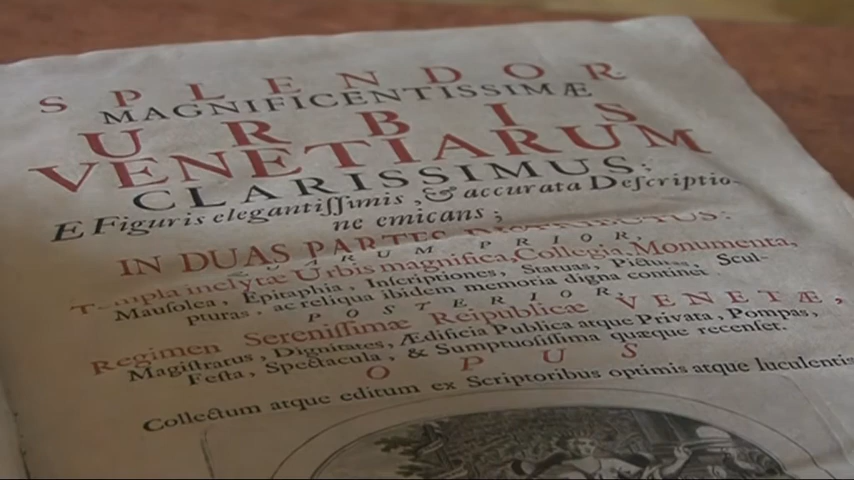 SPLENDOR
MAGNIFICENTISSIMÆ
URBIS
VENETIARUM
CLARISSIMUS;
E Figuris elegantiſſimis, & accurata Deſcriptio-
ne emicans;
IN DUAS PARTES DISTRIBUTUS:
QUARUM PRIOR,
Templa inclytæ Urbis magnifica, Collegia, Monumenta,
Mauſolea, Epitaphia, Inſcriptiones, Statuas, Picturas, Scul-
pturas, ac reliqua ibidem memoria digna continet
POSTERIOR
Regimen Sereniſſimæ Reipublicæ VENETÆ,
Magiſtratus, Dignitates, Ædificia Publica atque Privata, Pompas,
Feſta, Spectacula, & Sumptuoſiſſima quæque recenſet.
OPUS
Collectum atque editum ex Scriptoribus optimis atque luculentis